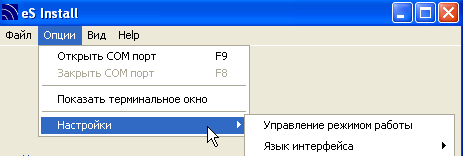 eS Install
Файл Опции Вид Help
Открыть COM порт F9
Закрыть COM порт F8
Показать терминальное окно
Настройки
Управление режимом работы
Язык интерфейса